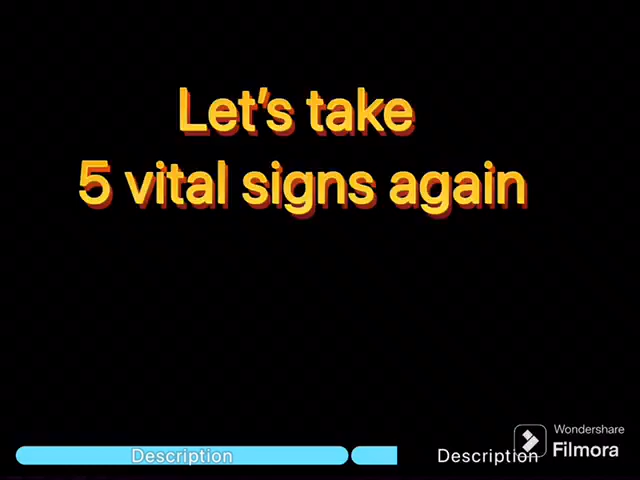 Let's take
5 vital signs again
Wondershare
Filmora
Description
Description